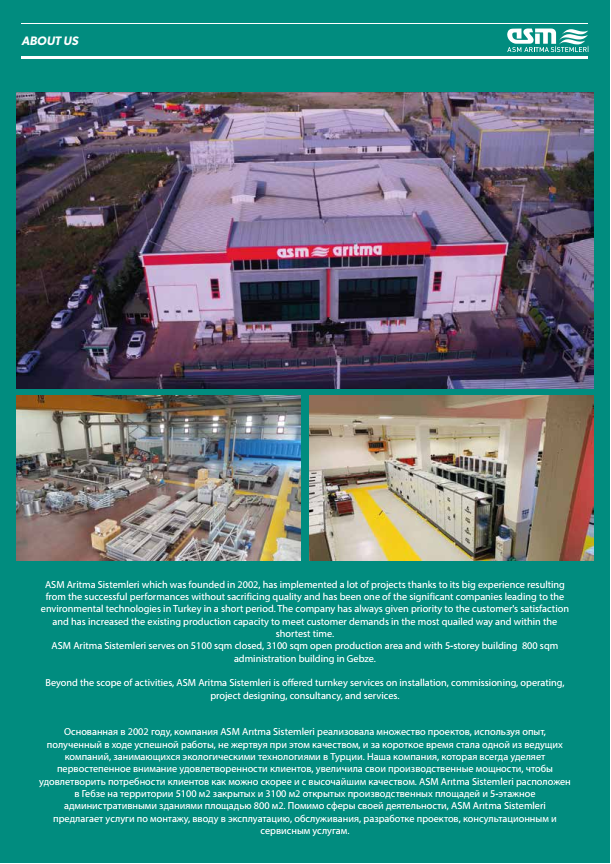 ABOUT US
asm
ASM ARITMA SİSTEMLERİ
asm arıtma
ASM Aritma Sistemleri which was founded in 2002, has implemented a lot of projects thanks to its big experience resulting
from the successful performances without sacrificing quality and has been one of the significant companies leading to the
environmental technologies in Turkey in a short period. The company has always given priority to the customer's satisfaction
and has increased the existing production capacity to meet customer demands in the most quailed way and within the
shortest time.
ASM Aritma Sistemleri serves on 5100 sqm closed, 3100 sqm open production area and with 5-storey building 800 sqm
administration building in Gebze.
Beyond the scope of activities, ASM Aritma Sistemleri is offered turnkey services on installation, commissioning, operating,
project designing, consultancy, and services.
Основанная в 2002 году, компания ASM Arıtma Sistemleri реализовала множество проектов, используя опыт,
полученный в ходе успешной работы, не жертвуя при этом качеством, и за короткое время стала одной из ведущих
компаний, занимающихся экологическими технологиями в Турции. Наша компания, которая всегда уделяет
первостепенное внимание удовлетворенности клиентов, увеличила свои производственные мощности, чтобы
удовлетворить потребности клиентов как можно скорее и с высочайшим качеством. ASM Arıtma Sistemleri расположен
в Гебзе на территории 5100 м2 закрытых и 3100 м2 открытых производственных площадей и 5-этажное
административными зданиями площадью 800 м2. Помимо сферы своей деятельности, ASM Arıtma Sistemleri
предлагает услуги по монтажу, вводу в эксплуатацию, обслуживания, разработке проектов, консультационным и
сервисным услугам.